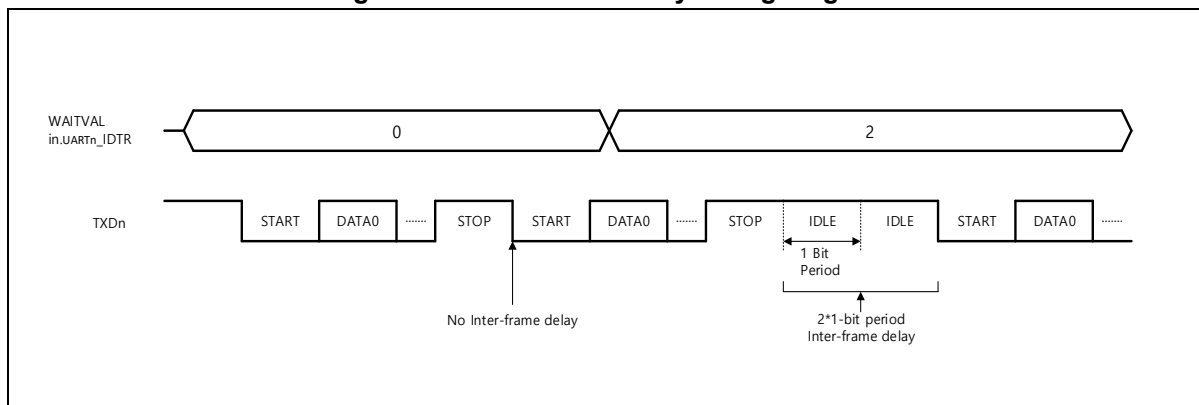 WAITVAL
in.UARTn_IDTR
0
2
TXDn
START
DATA0
........
STOP
START
DATA0
........
STOP
IDLE
IDLE
START
DATA0
........
1 Bit
Period
No Inter-frame delay
2*1-bit period
Inter-frame delay